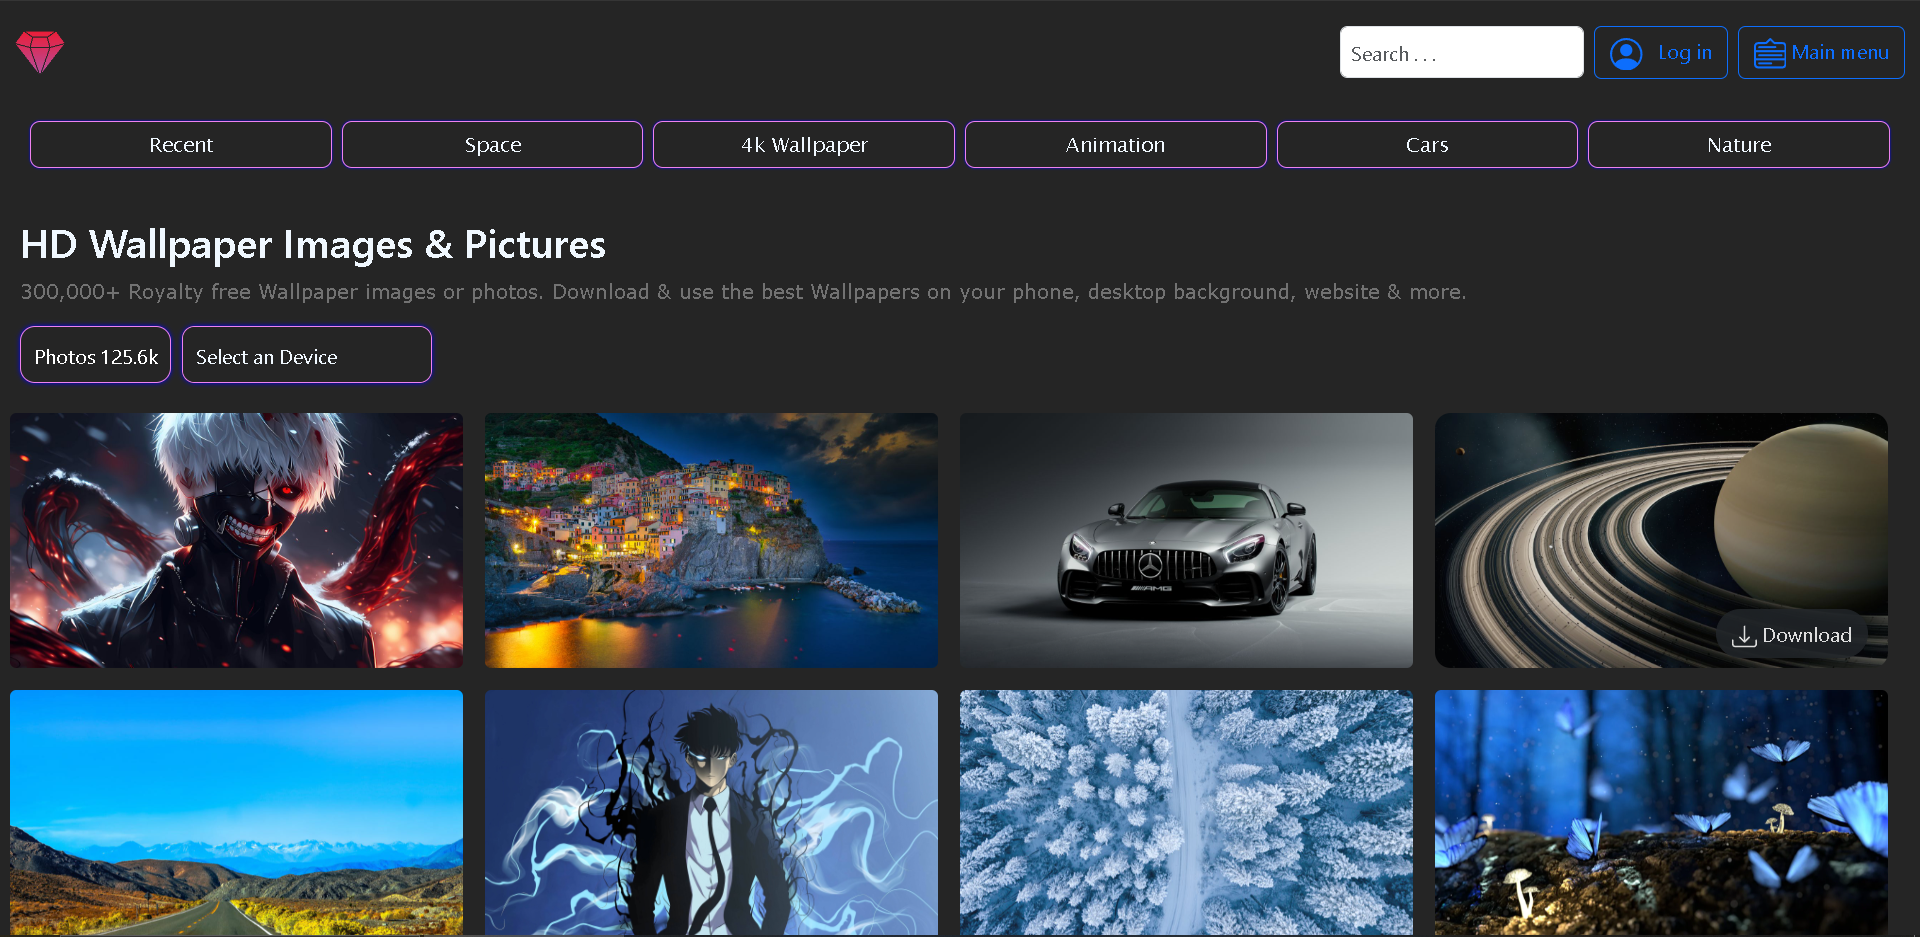 Search . . .
Log in
Main menu
Recent
Space
4k Wallpaper
Animation
Cars
Nature
HD Wallpaper Images & Pictures
300,000+ Royalty free Wallpaper images or photos. Download & use the best Wallpapers on your phone, desktop background, website & more.
Photos 125.6k
Select an Device
AMG
Download